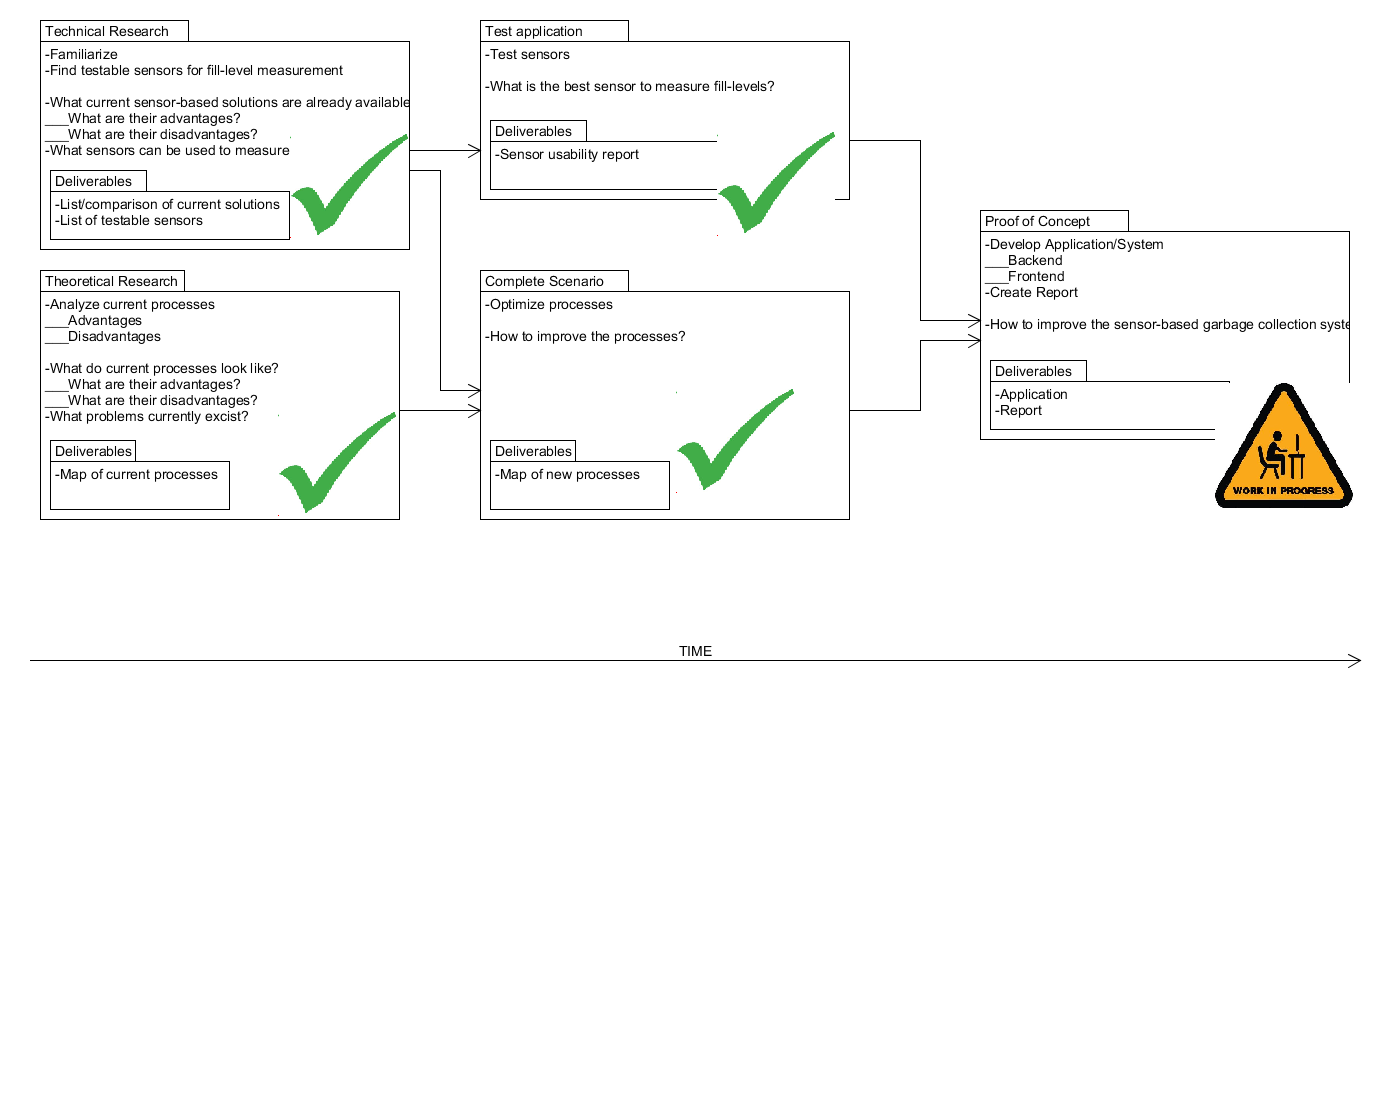 Technical Research
-Familiarize
-Find testable sensors for fill-level measurement
-What current sensor-based solutions are already available
___What are their advantages?
___What are their disadvantages?
-What sensors can be used to measure
Deliverables
-List/comparison of current solutions
-List of testable sensors
Test application
-Test sensors
-What is the best sensor to measure fill-levels?
Deliverables
-Sensor usability report
Theoretical Research
-Analyze current processes
___Advantages
___Disadvantages
-What do current processes look like?
___What are their advantages?
___What are their disadvantages?
-What problems currently excist?
Deliverables
-Map of current processes
Complete Scenario
-Optimize processes
-How to improve the processes?
Deliverables
-Map of new processes
Proof of Concept
-Develop Application/System
___Backend
___Frontend
-Create Report
-How to improve the sensor-based garbage collection syste
Deliverables
-Application
-Report
WORK IN PROGRESS
TIME